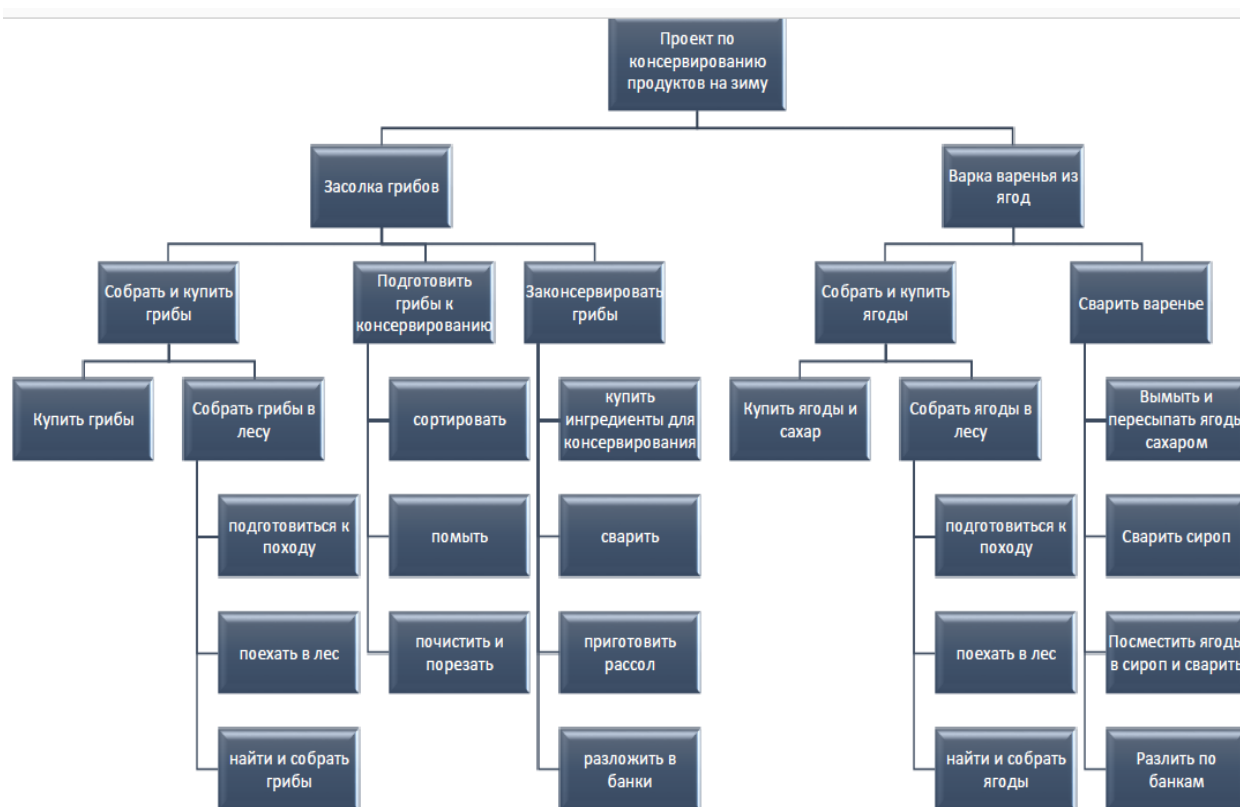 Проект по
консервированию
продуктов на зиму
Засолка грибов
Варка варенья из
ягод
Собрать и купить
грибы
Подготовить
грибы к
консервированию
Законсервировать
грибы
Собрать и купить
ягоды
Сварить варенье
Купить грибы
Собрать грибы в
лесу
сортировать
купить
ингредиенты для
консервирования
Купить ягоды и
сахар
Собрать ягоды в
лесу
Вымыть и
пересыпать ягоды
сахаром
подготовиться к
походу
помыть
сварить
подготовиться к
походу
Сварить сироп
поехать в лес
почистить и
порезать
приготовить
рассол
поехать в лес
Посместить ягоды
в сироп и сварить
найти и собрать
грибы
разложить в
банки
найти и собрать
ягоды
Разлить по
банкам